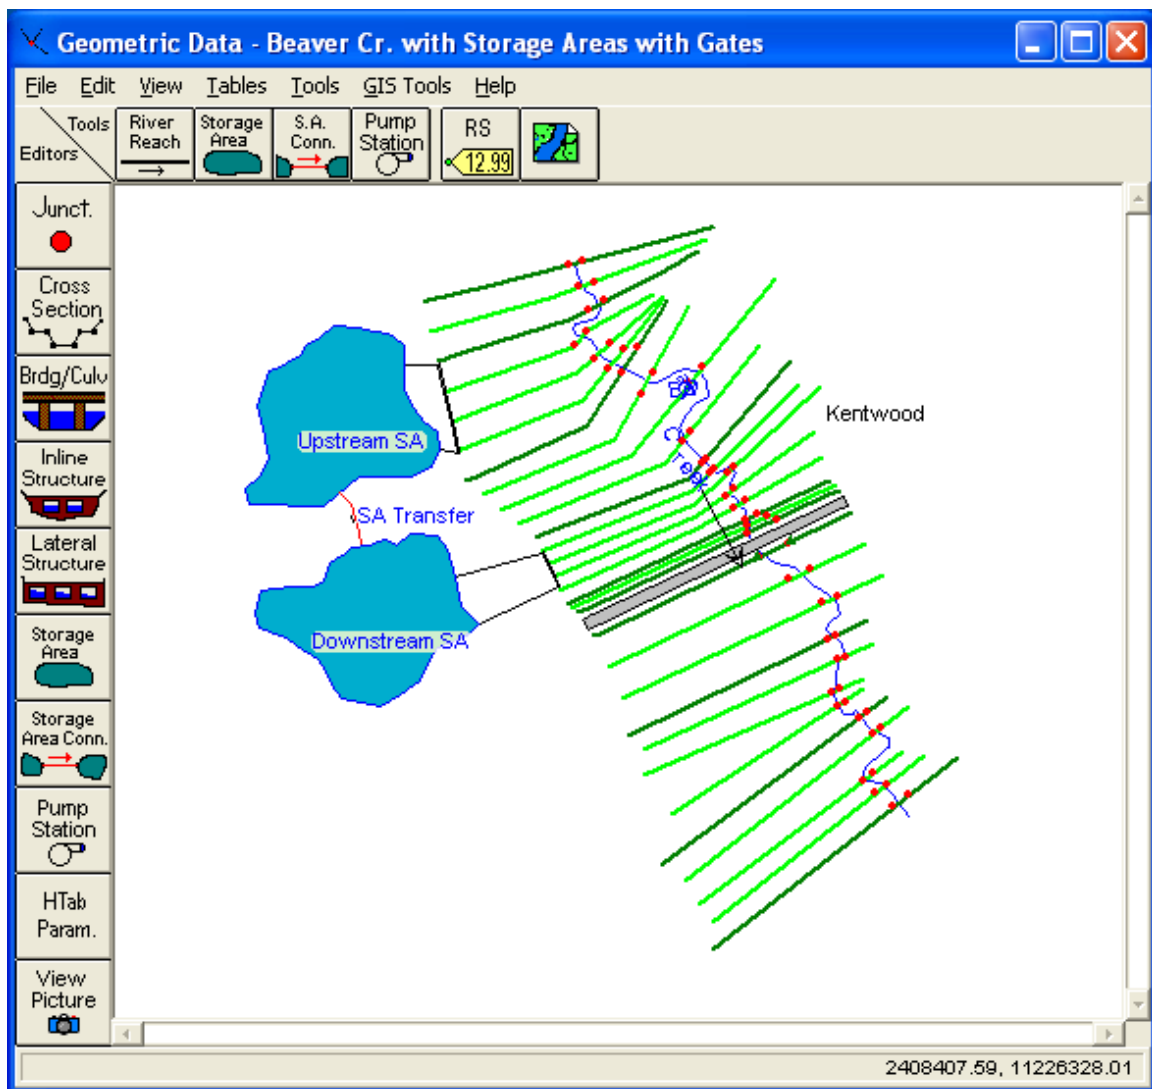 Geometric Data - Beaver Cr. with Storage Areas with Gates
File Edit View Tables Tools GIS Tools Help
Tools
Editors
River
Reach
Storage
Area
S.A.
Conn.
Pump
Station
RS
12.99
Junct.
Cross
Section
Brdg/Culv
Inline
Structure
Lateral
Structure
Storage
Area
Storage
Area Conn.
Pump
Station
HTab
Param.
View
Picture
Kentwood
Creek
Upstream SA
SA Transfer
Downstream SA
2408407.59, 11226328.01